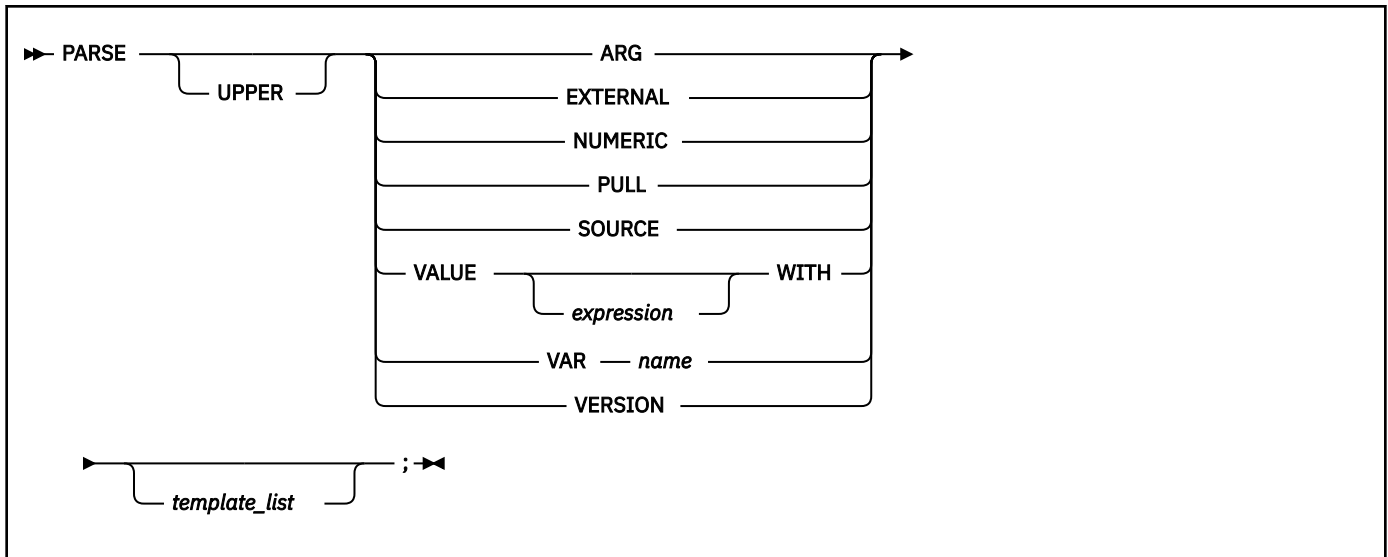 PARSE ARG
UPPER
EXTERNAL
NUMERIC
PULL
SOURCE
VALUE WITH
expression
VAR name
VERSION
;
template_list